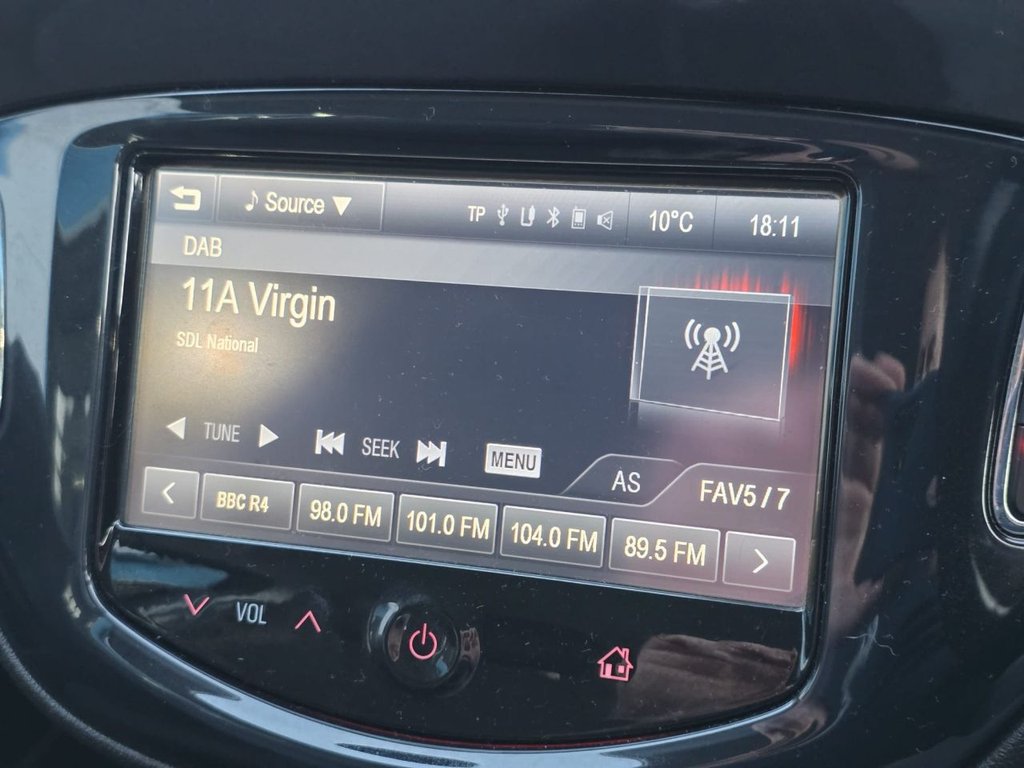 Source TP 10°C 18:11
DAB
11A Virgin
SDL National
TUNE SEEK MENU AS FAV5 / 7
BBC R4 98.0 FM 101.0 FM 104.0 FM 89.5 FM
VOL